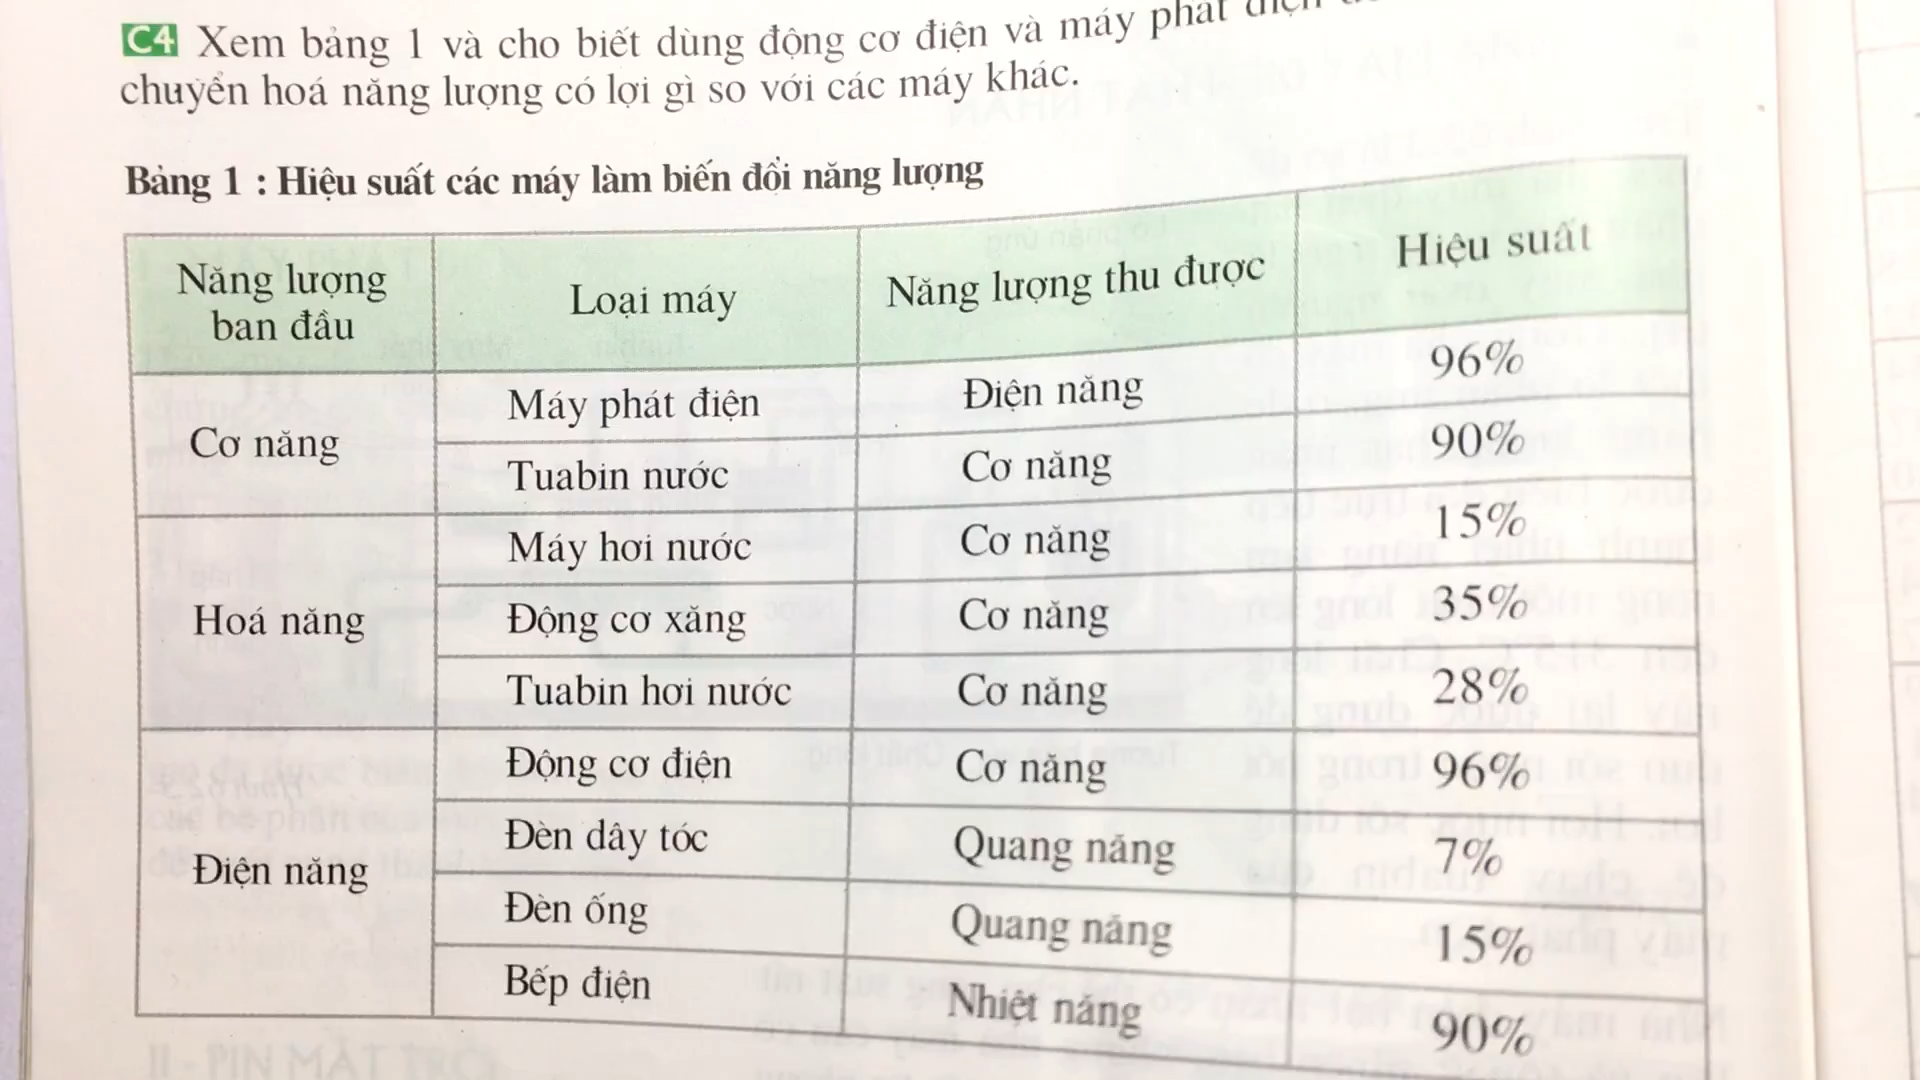 C4 Xem bảng 1 và cho biết dùng động cơ điện và máy phát điện
chuyển hoá năng lượng có lợi gì so với các máy khác.
Bảng 1 : Hiệu suất các máy làm biến đổi năng lượng
Năng lượng ban đầu Loại máy Năng lượng thu được Hiệu suất
Cơ năng Máy phát điện Điện năng 96%
Tuabin nước Cơ năng 90%
Hoá năng Máy hơi nước Cơ năng 15%
Động cơ xăng Cơ năng 35%
Tuabin hơi nước Cơ năng 28%
Điện năng Động cơ điện Cơ năng 96%
Đèn dây tóc Quang năng 7%
Đèn ống Quang năng 15%
Bếp điện Nhiệt năng 90%